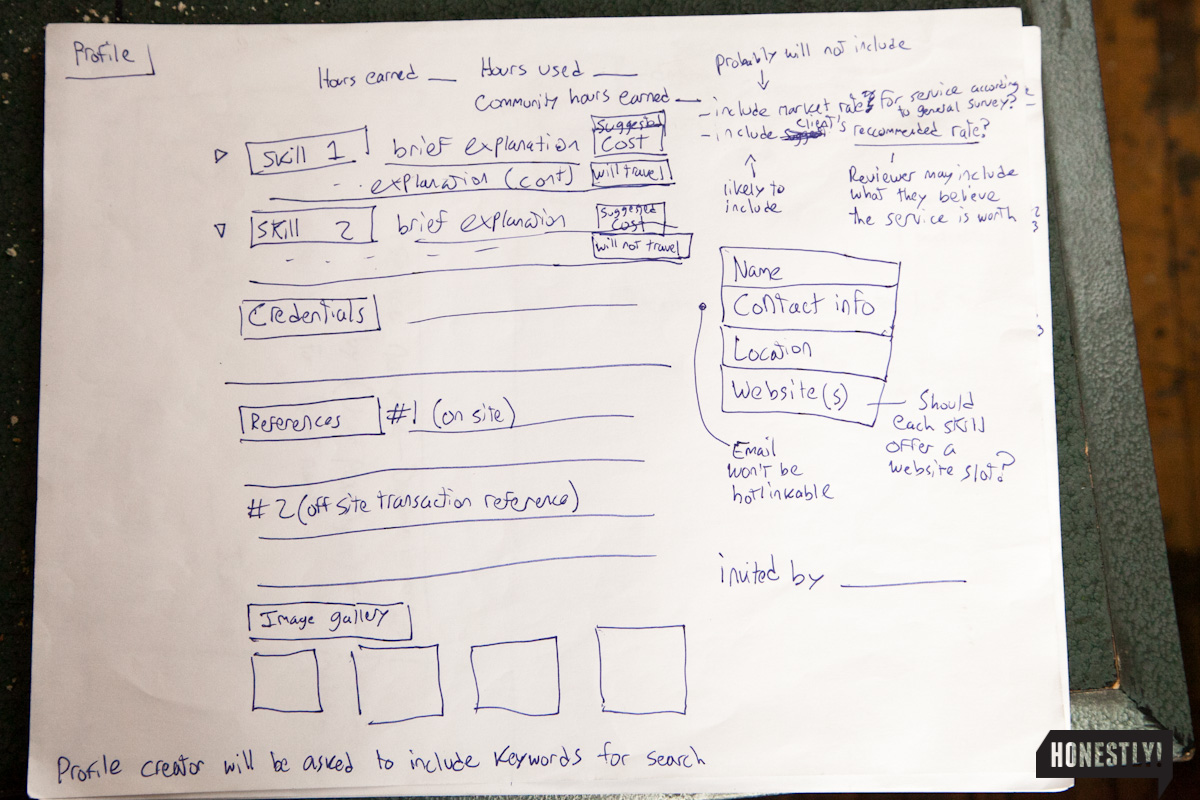 Profile
Hours earned __ Hours used __
Community hours earned __
Probably will not include
- include market rate for service according
to general survey?
- include client's reccommended rate?
likely to
include
Reviewer may include
what they believe
the service is worth
Skill 1 brief explanation
Suggested
Cost
explanation (cont)
will travel
Skill 2 brief explanation
Suggested
Cost
will not travel
Credentials
References #1 (on site)
#2 (off site transaction reference)
Image gallery
Name
Contact info
Location
Website(s)
Should
each skill
offer a
website slot?
Email
won't be
hotlinkable
invited by ______
Profile creator will be asked to include Keywords for search
HONESTLY!